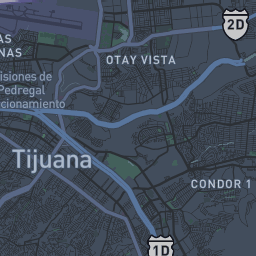 2D
AS
NAS
OTAY VISTA
isiones de
Pedregal
cionamiento
Tijuana
CONDOR 1
1D